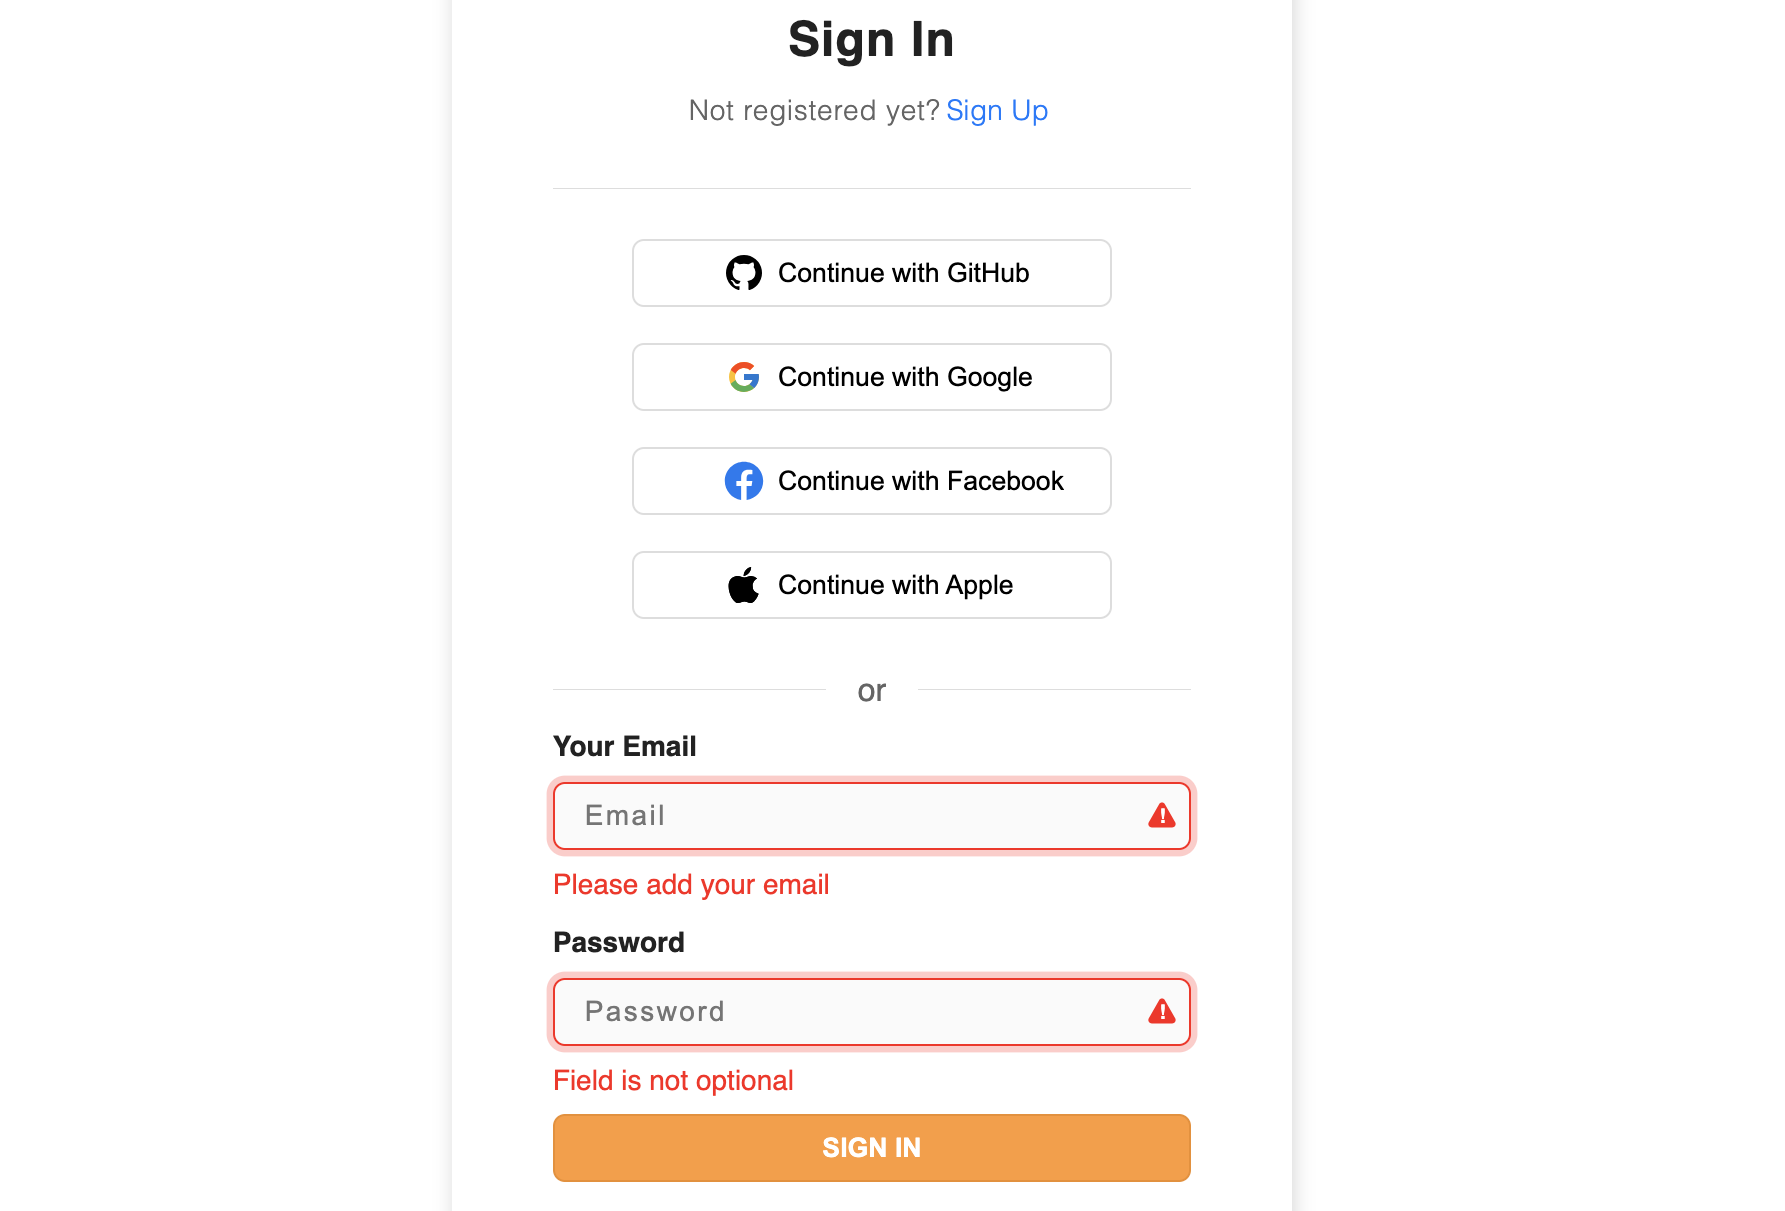 Sign In
Not registered yet? Sign Up
Continue with GitHub
Continue with Google
Continue with Facebook
Continue with Apple
or
Your Email
Email
Please add your email
Password
Password
Field is not optional
SIGN IN